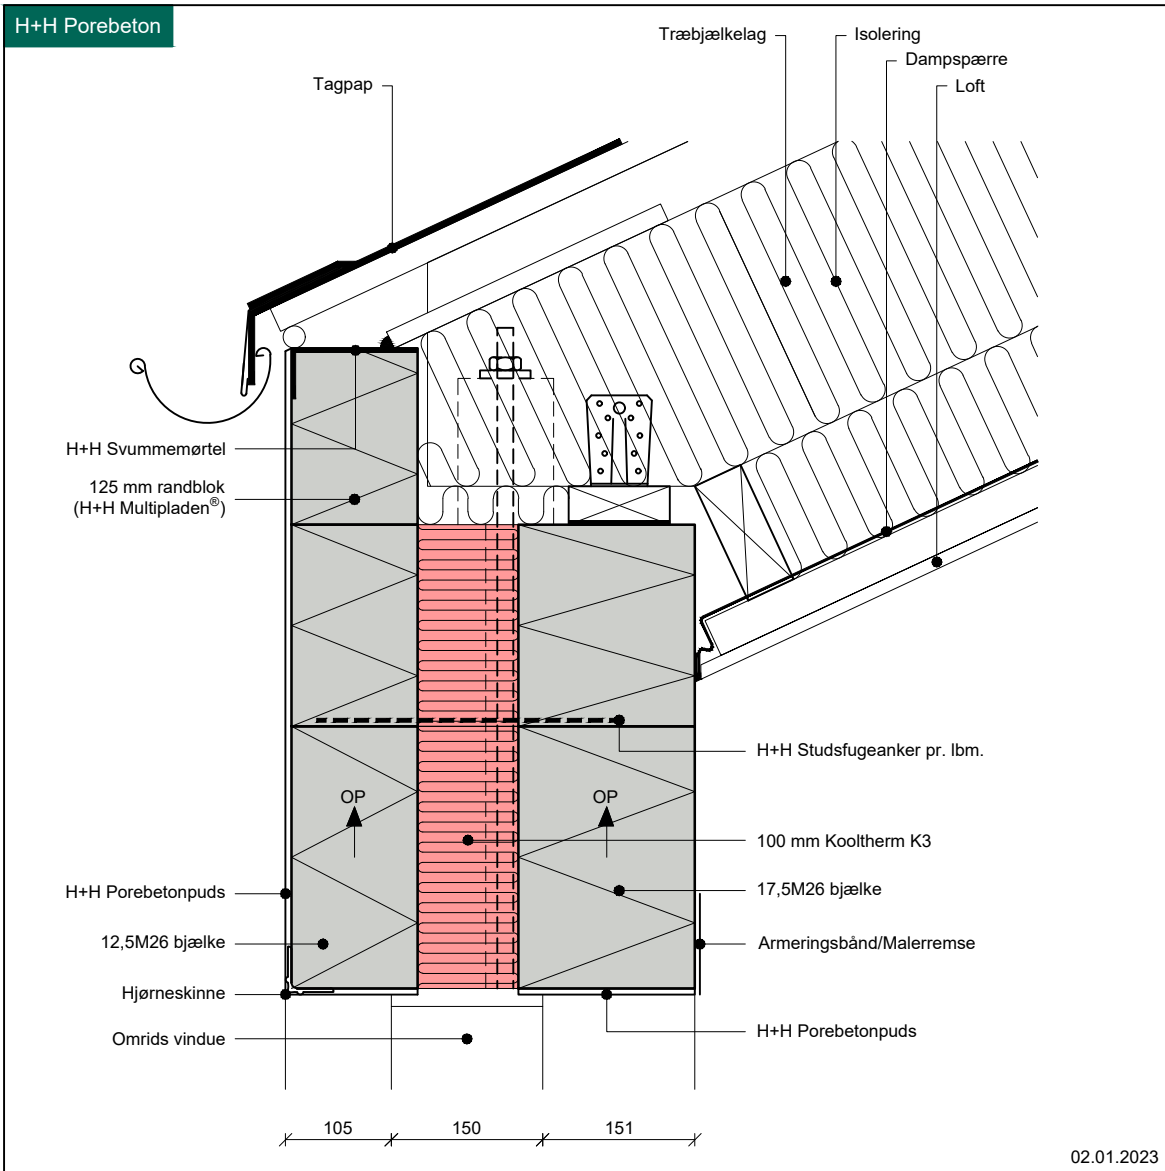 H+H Porebeton
Træbjælkelag
Isolering
Dampspærre
Loft
Tagpap
H+H Svummemørtel
125 mm randblok
(H+H Multipladen®)
H+H Studsfugeanker pr. lbm.
OP
OP
100 mm Kooltherm K3
17,5M26 bjælke
H+H Porebetonpuds
12,5M26 bjælke
Armeringsbånd/Malerremse
Hjørneskinne
H+H Porebetonpuds
Omrids vindue
105
150
151
02.01.2023